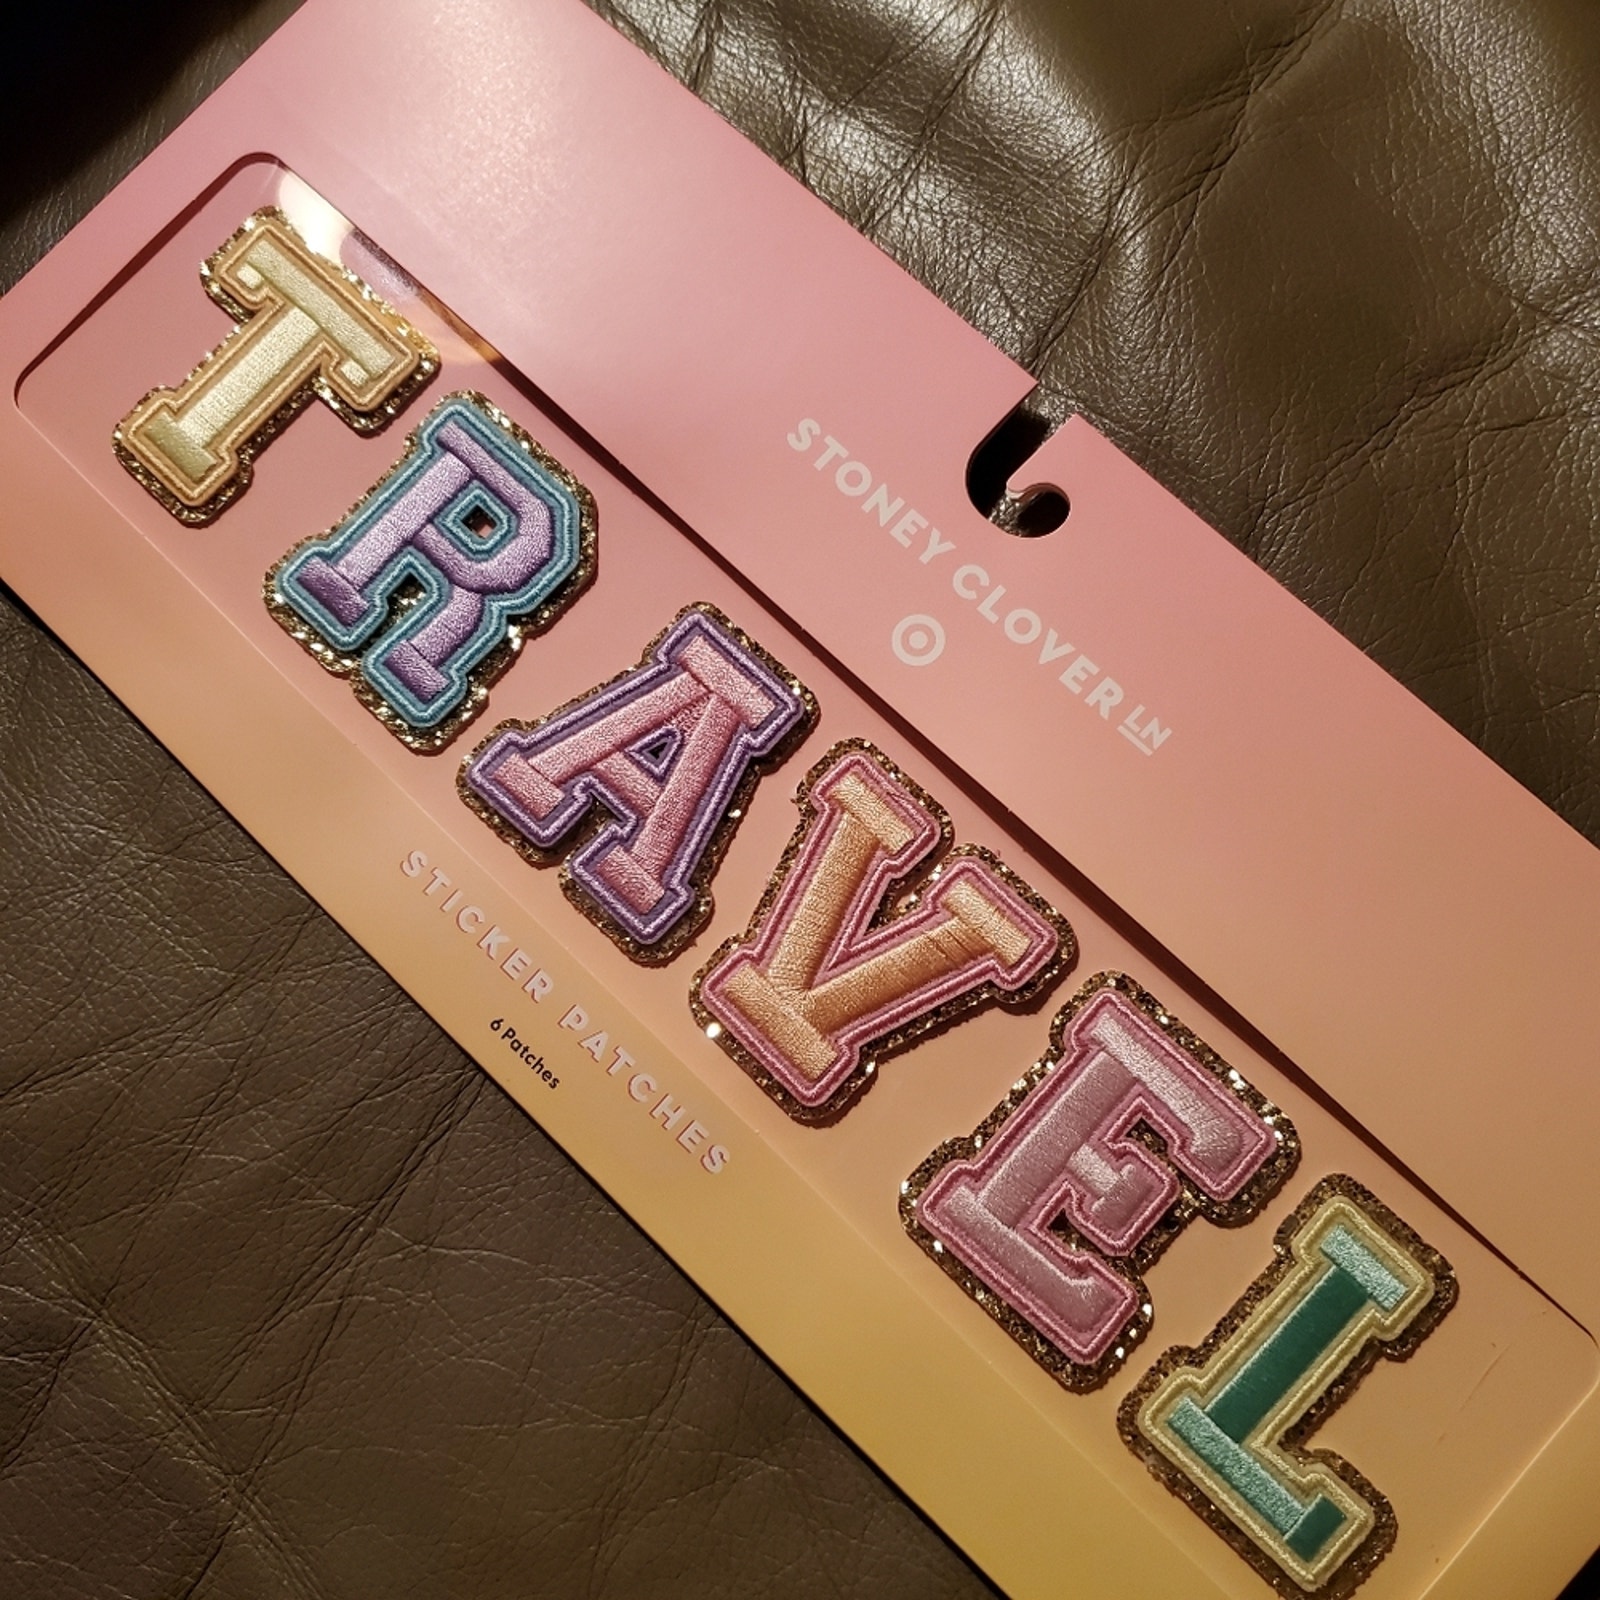 STONEY CLOVER LN
TRAVEL
STICKER PATCHES
6 Patches